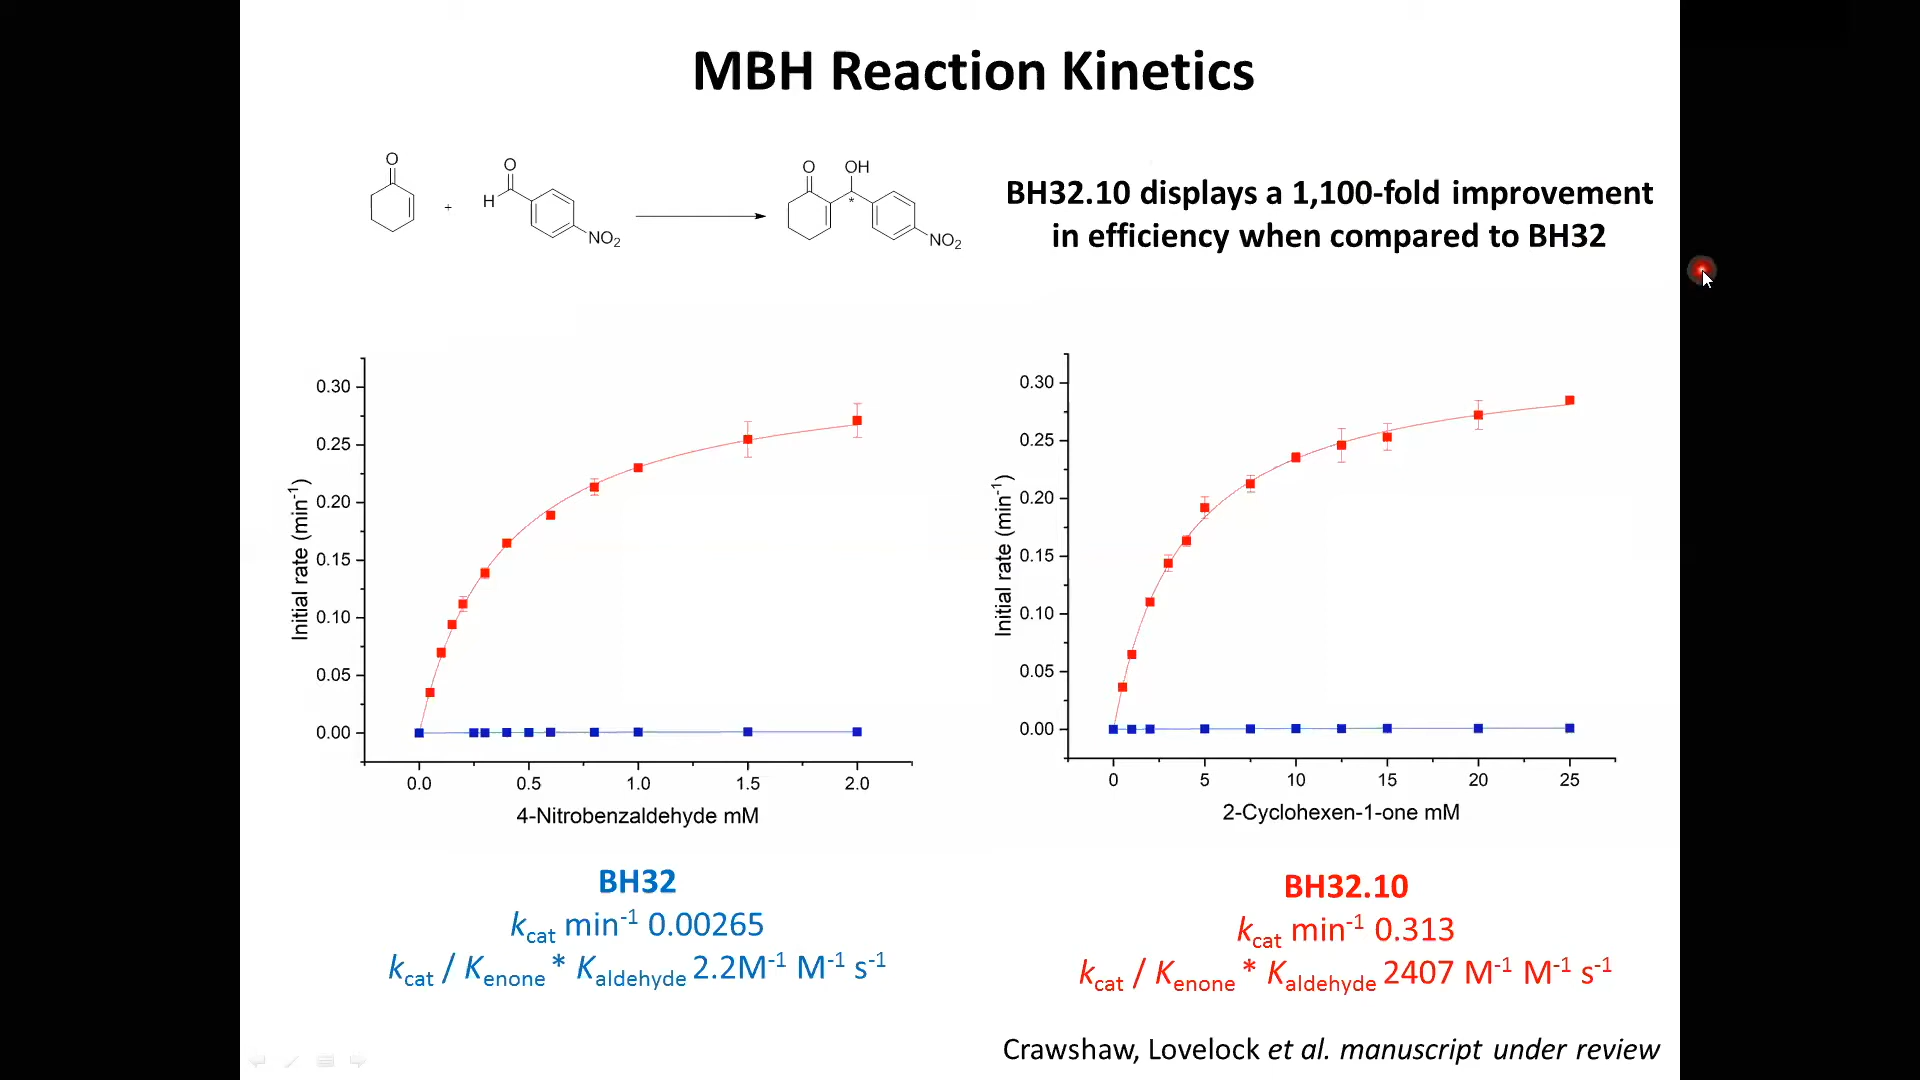 MBH Reaction Kinetics
O
+
O
H
NO2
O
OH
*
NO2
BH32.10 displays a 1,100-fold improvement
in efficiency when compared to BH32
Initial rate (min⁻¹)
0.30
0.25
0.20
0.15
0.10
0.05
0.00
0.0 0.5 1.0 1.5 2.0
4-Nitrobenzaldehyde mM
Initial rate (min⁻¹)
0.30
0.25
0.20
0.15
0.10
0.05
0.00
0 5 10 15 20 25
2-Cyclohexen-1-one mM
BH32
kcat min⁻¹ 0.00265
kcat / Kenone * Kaldehyde 2.2M⁻¹ M⁻¹ s⁻¹
BH32.10
kcat min⁻¹ 0.313
kcat / Kenone * Kaldehyde 2407 M⁻¹ M⁻¹ s⁻¹
Crawshaw, Lovelock et al. manuscript under review